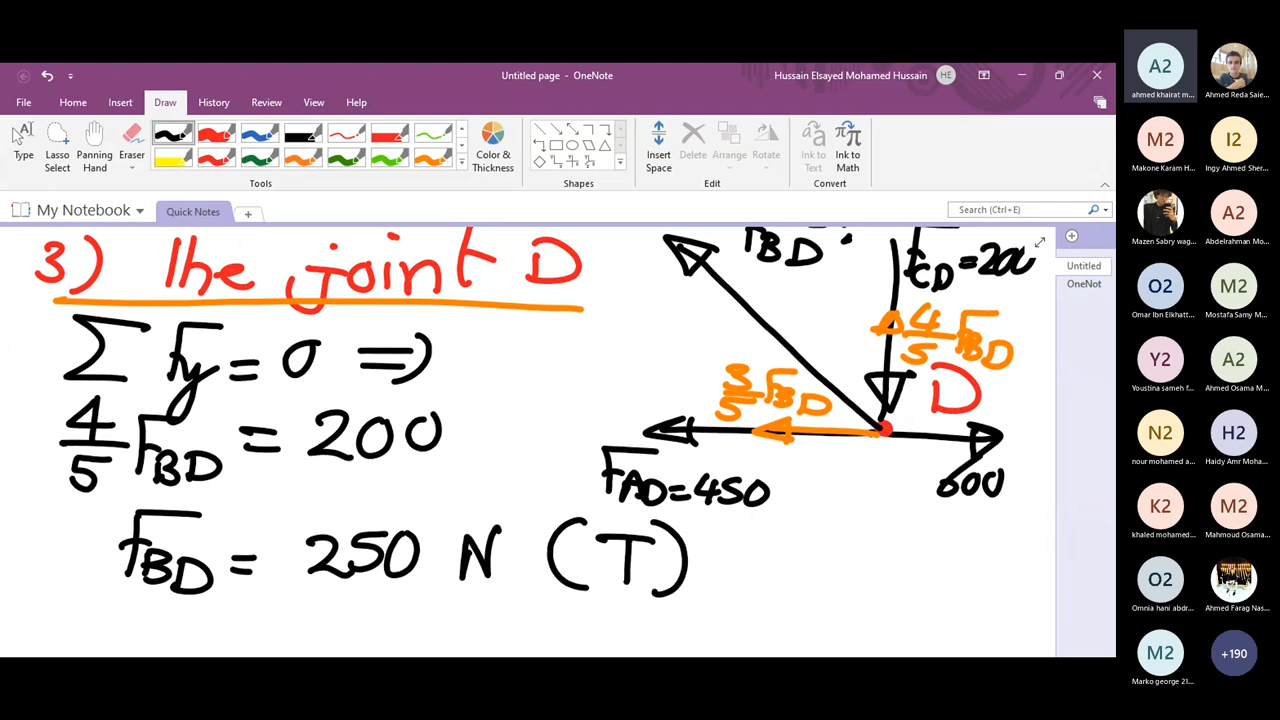 Untitled page - OneNote
Hussain Elsayed Mohamed Hussain HE
File Home Insert Draw History Review View Help
Type
Lasso Select
Panning Hand
Eraser
Color & Thickness
Insert Space
Delete
Arrange
Rotate
Ink to Text
Ink to Math
Tools
Shapes
Edit
Convert
My Notebook
Quick Notes
Search (Ctrl+E)
Untitled
OneNot
3) The joint D
∑ Fy = 0 =>
4/5 FBD = 200
FBD = 250 N (T)
FBD
FCD = 200
4/5 FBD
3/5 FBD
D
FAD = 450
600
A2
ahmed khairat m...
Ahmed Reda Saie...
M2
Makone Karam H...
I2
Ingy Ahmed Sher...
Mazen Sabry wag...
A2
Abdelrahman Mo...
O2
Omar Ibn Elkhatt...
M2
Mostafa Samy M...
Y2
Youstina sameh f...
A2
Ahmed Osama M...
N2
nour mohamed a...
H2
Haidy Amr Moha...
K2
khaled mohamed...
M2
Mahmoud Osama...
O2
Omnia hani abdr...
Ahmed Farag Nas...
M2
Marko george 21...
+190